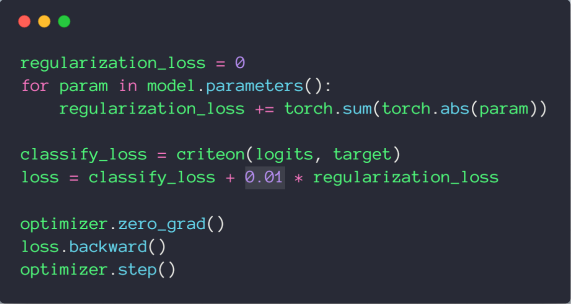 regularization_loss = 0
for param in model.parameters():
    regularization_loss += torch.sum(torch.abs(param))
classify_loss = criteon(logits, target)
loss = classify_loss + 0.01 * regularization_loss
optimizer.zero_grad()
loss.backward()
optimizer.step()